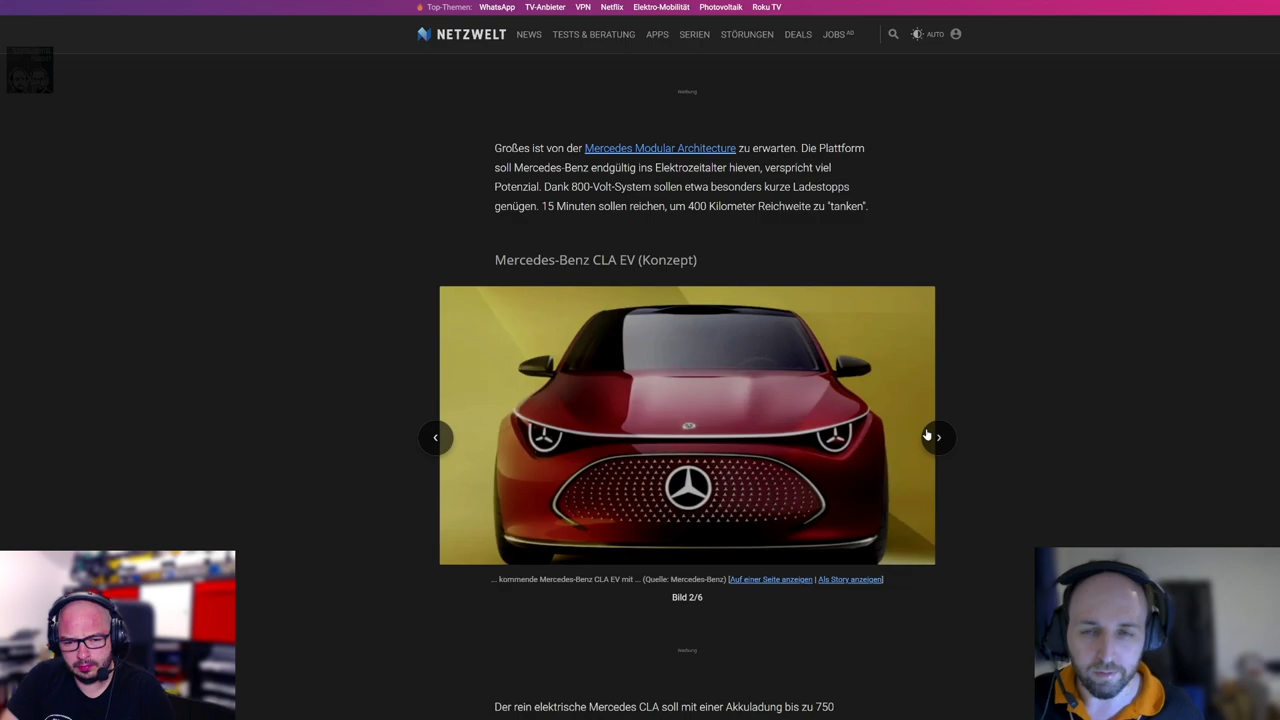 Top-Themen: WhatsApp TV-Anbieter VPN Netflix Elektro-Mobilität Photovoltaik Roku TV
NETZWELT NEWS TESTS & BERATUNG APPS SERIEN STÖRUNGEN DEALS JOBS AD AUTO
Werbung
Großes ist von der Mercedes Modular Architecture zu erwarten. Die Plattform
soll Mercedes-Benz endgültig ins Elektrozeitalter hieven, verspricht viel
Potenzial. Dank 800-Volt-System sollen etwa besonders kurze Ladestopps
genügen. 15 Minuten sollen reichen, um 400 Kilometer Reichweite zu "tanken".
Mercedes-Benz CLA EV (Konzept)
... kommende Mercedes-Benz CLA EV mit ... (Quelle: Mercedes-Benz) [Auf einer Seite anzeigen | Als Story anzeigen]
Bild 2/6
Werbung
Der rein elektrische Mercedes CLA soll mit einer Akkuladung bis zu 750